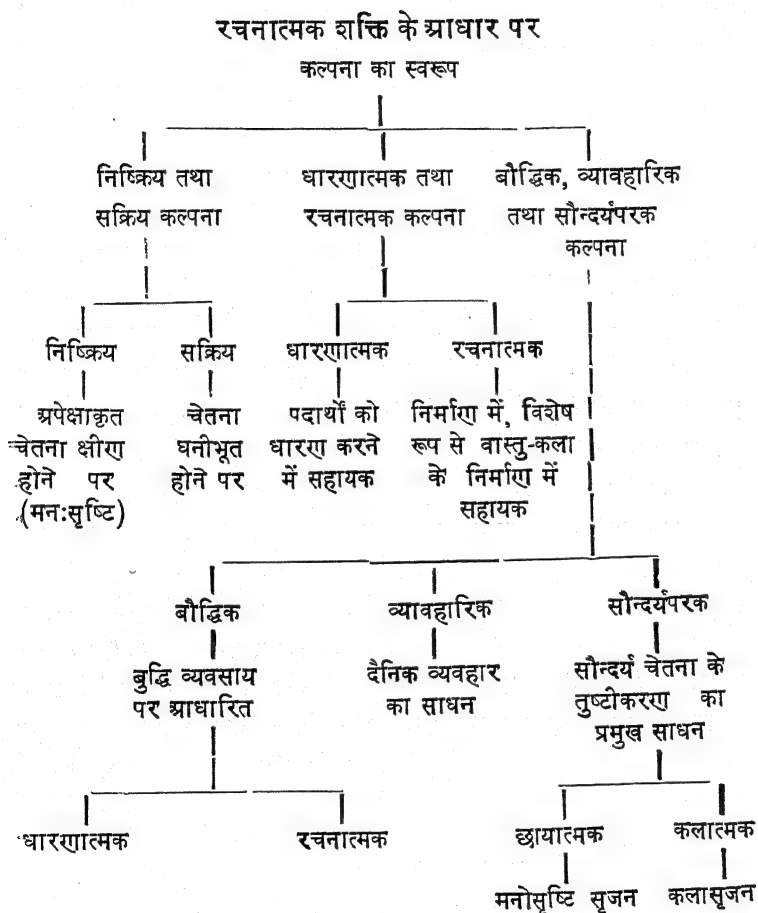 रचनात्मक शक्ति के आधार पर
कल्पना का स्वरूप
निष्क्रिय तथा
सक्रिय कल्पना
धारणात्मक तथा
रचनात्मक कल्पना
बौद्धिक, व्यावहारिक
तथा सौन्दर्यपरक
कल्पना
निष्क्रिय
सक्रिय
धारणात्मक
रचनात्मक
अपेक्षाकृत
चेतना क्षीण
होने पर
(मन:सृष्टि)
चेतना
घनीभूत
होने पर
पदार्थों को
धारण करने
में सहायक
निर्माण में, विशेष
रूप से वास्तु-कला
के निर्माण में
सहायक
बौद्धिक
व्यावहारिक
सौन्दर्यपरक
बुद्धि व्यवसाय
पर आधारित
दैनिक व्यवहार
का साधन
सौन्दर्य चेतना के
तुष्टीकरण का
प्रमुख साधन
धारणात्मक
रचनात्मक
छायात्मक
कलात्मक
मनोसृष्टि सृजन
कलासृजन